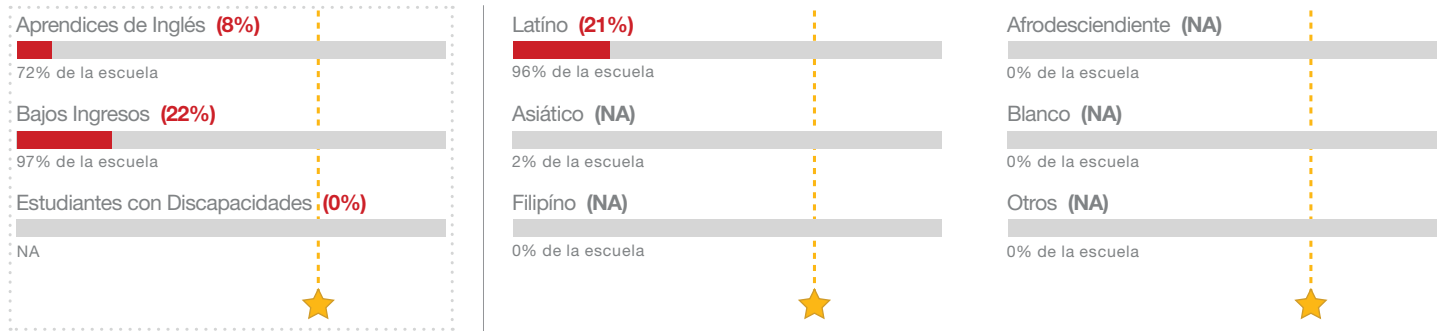 Aprendices de Inglés (8%)
72% de la escuela
Bajos Ingresos (22%)
97% de la escuela
Estudiantes con Discapacidades (0%)
NA
Latíno (21%)
96% de la escuela
Asiático (NA)
2% de la escuela
Filipíno (NA)
0% de la escuela
Afrodesciendiente (NA)
0% de la escuela
Blanco (NA)
0% de la escuela
Otros (NA)
0% de la escuela